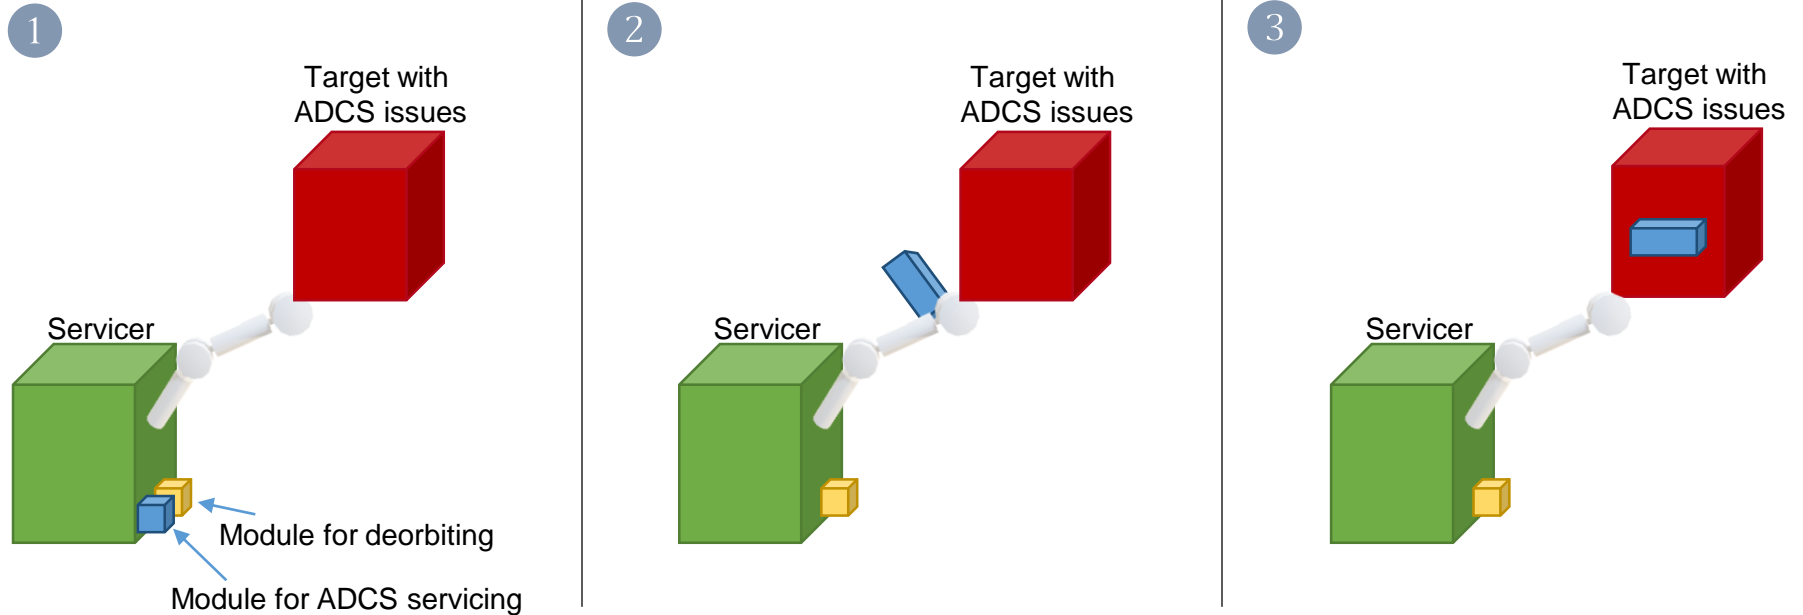 1
Target with
ADCS issues
Servicer
Module for deorbiting
Module for ADCS servicing
2
Target with
ADCS issues
Servicer
3
Target with
ADCS issues
Servicer